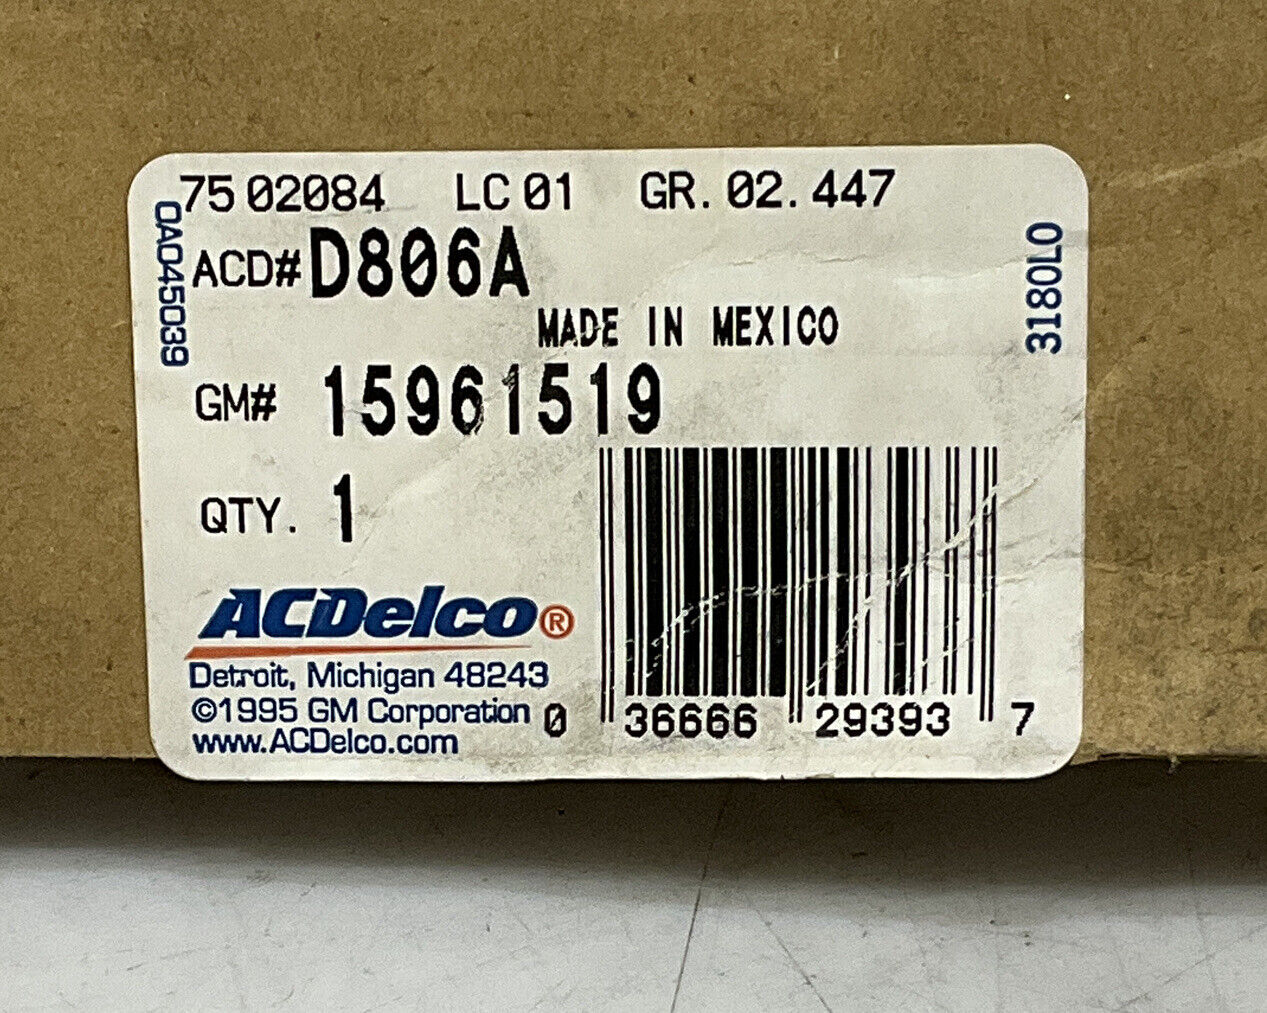 75 02084 LC 01 GR. 02. 447
0A045039
ACD# D806A
3180L0
MADE IN MEXICO
GM# 15961519
QTY. 1
ACDelco®
Detroit, Michigan 48243
©1995 GM Corporation
www.ACDelco.com
0 36666 29393 7